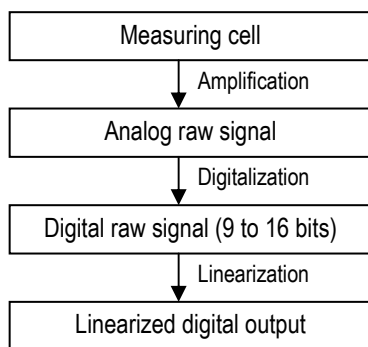 Measuring cell
Amplification
Analog raw signal
Digitalization
Digital raw signal (9 to 16 bits)
Linearization
Linearized digital output